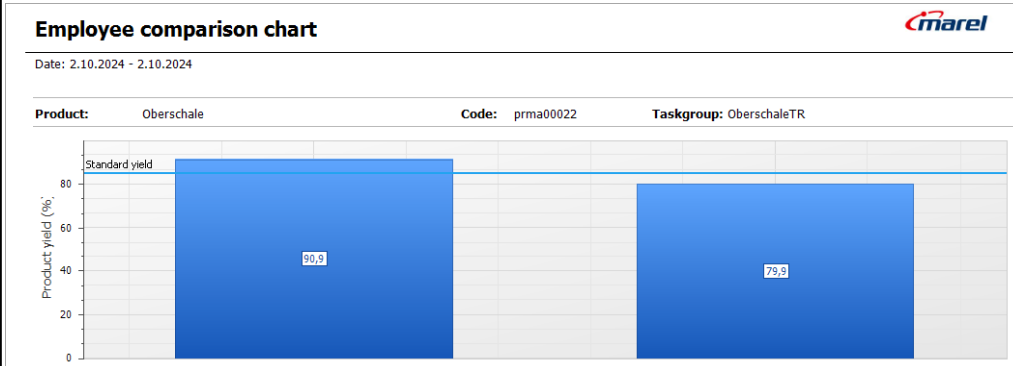 Employee comparison chart
marel
Date: 2.10.2024 - 2.10.2024
Product: Oberschale Code: prma00022 Taskgroup: OberschaleTR
Standard yield
Product yield (%)
80
60
40
20
0
90,9
79,9